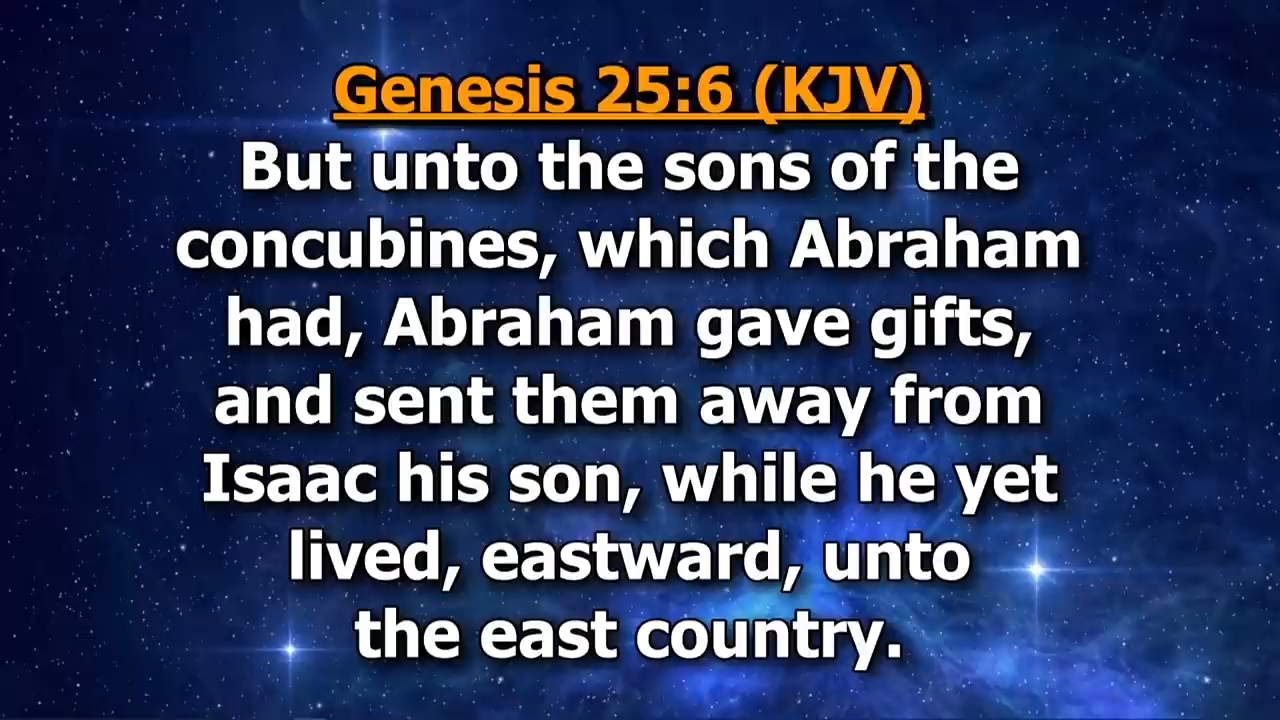 Genesis 25:6 (KJV)
But unto the sons of the
concubines, which Abraham
had, Abraham gave gifts,
and sent them away from
Isaac his son, while he yet
lived, eastward, unto
the east country.